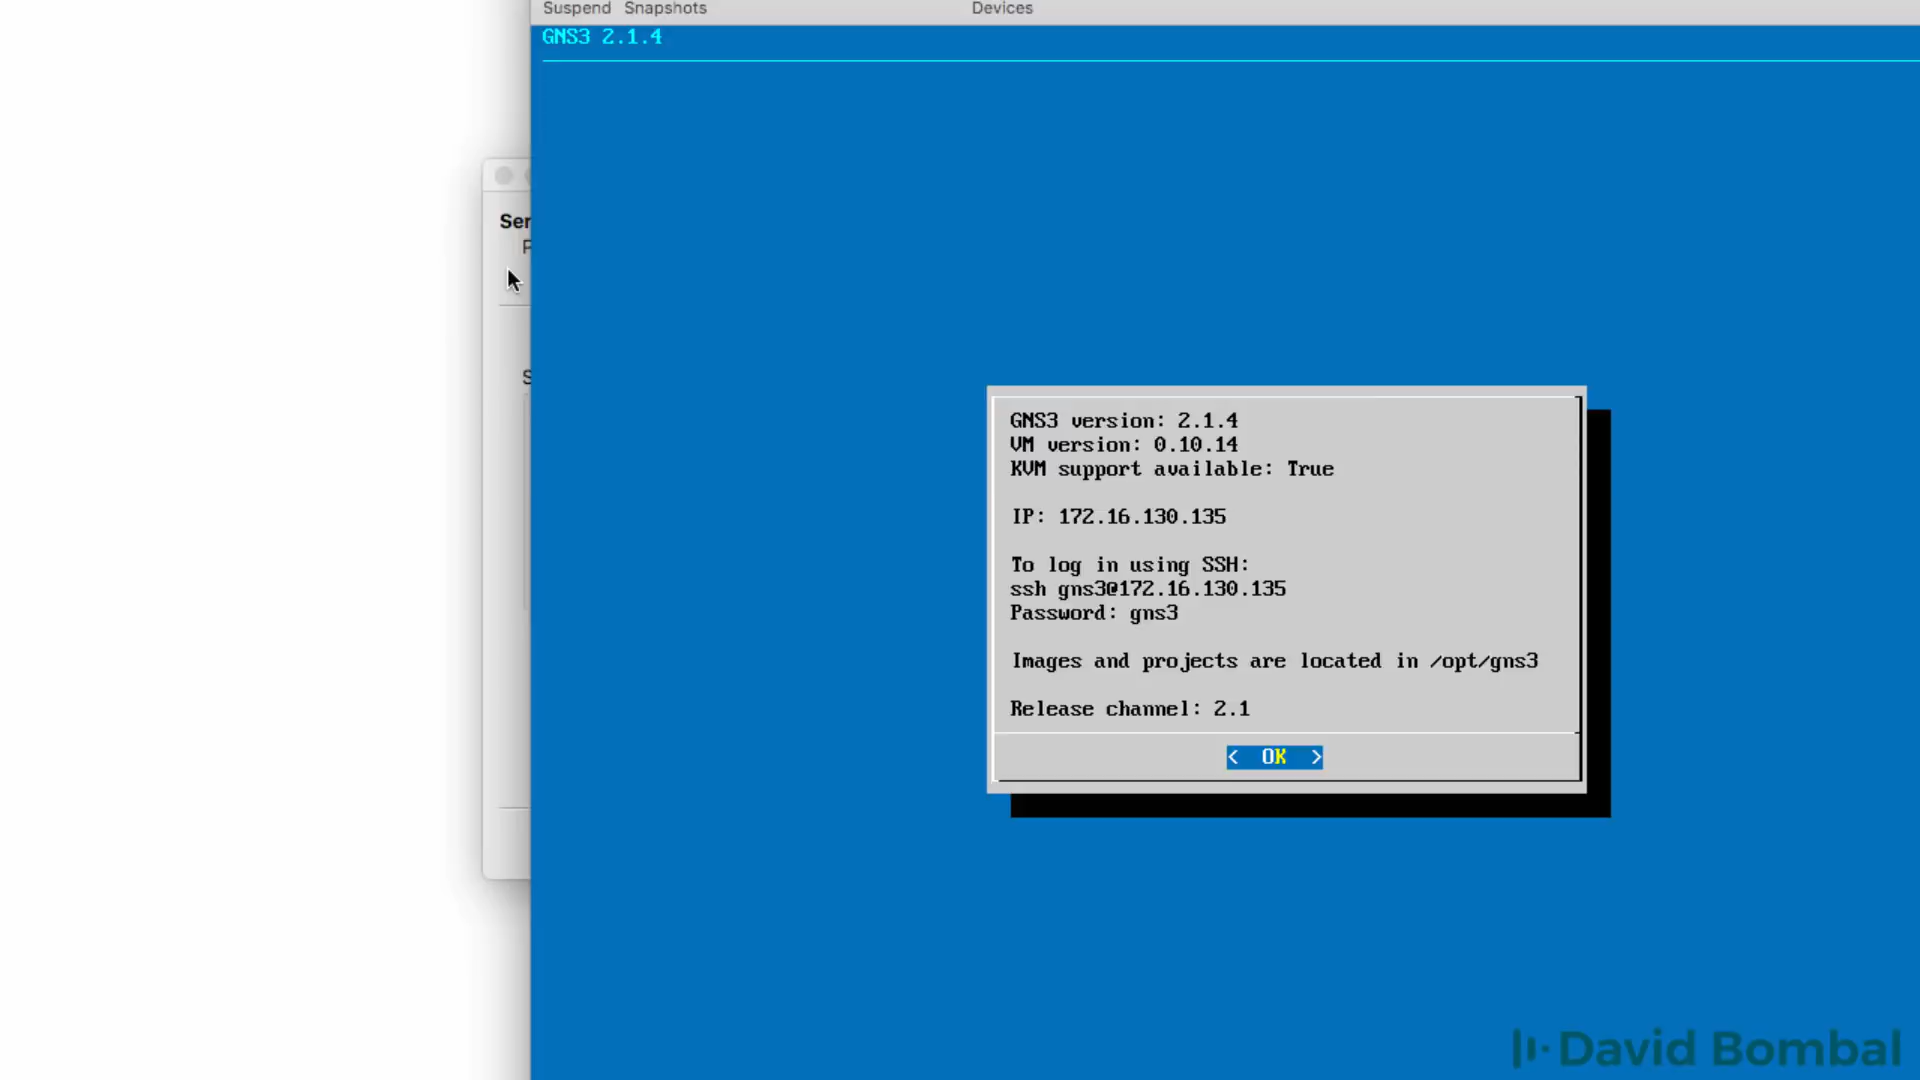 Suspend Snapshots Devices
GNS3 2.1.4
Ser
GNS3 version: 2.1.4
VM version: 0.10.14
KVM support available: True
IP: 172.16.130.135
To log in using SSH:
ssh gns3@172.16.130.135
Password: gns3
Images and projects are located in /opt/gns3
Release channel: 2.1
< OK >
David Bombal